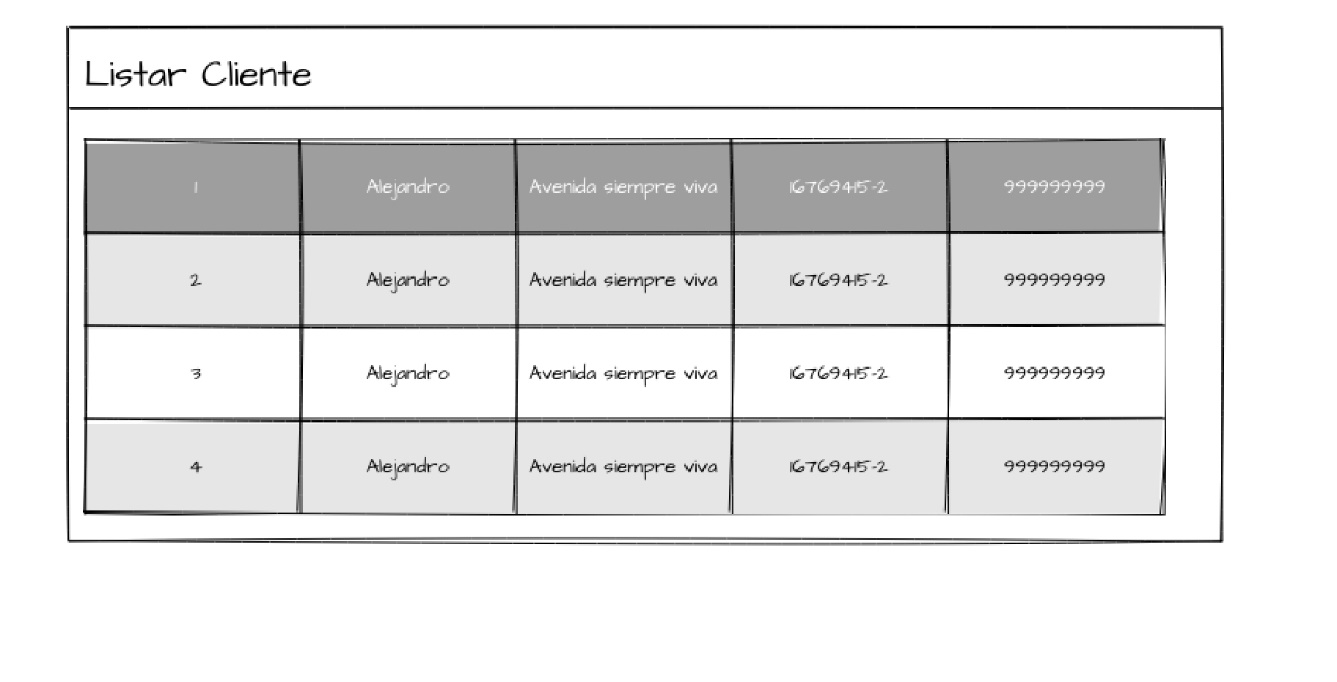 Listar Cliente
1 Alejandro Avenida siempre viva 16769415-2 999999999
2 Alejandro Avenida siempre viva 16769415-2 999999999
3 Alejandro Avenida siempre viva 16769415-2 999999999
4 Alejandro Avenida siempre viva 16769415-2 999999999